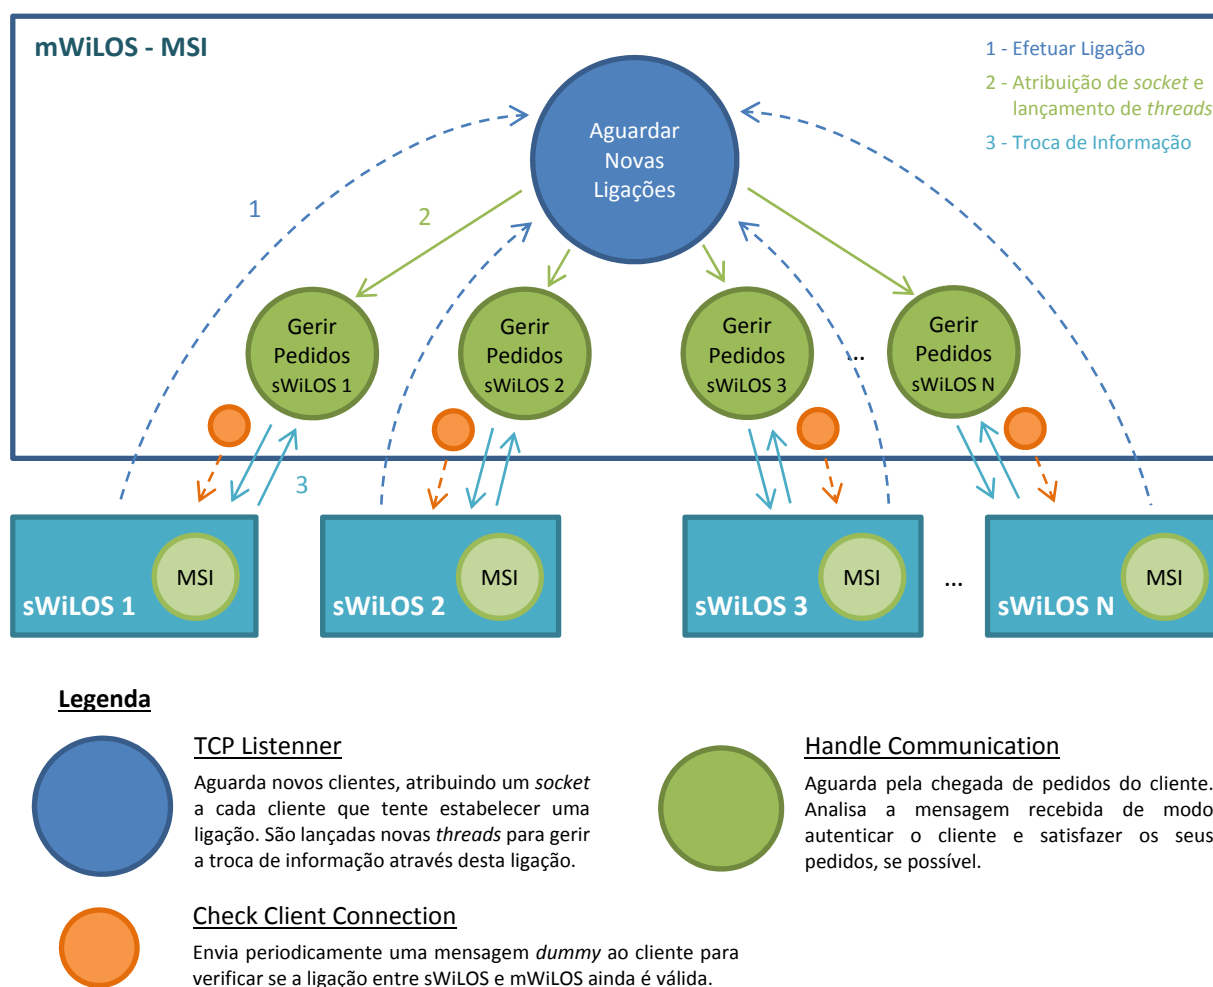 mWiLOS - MSI
1 - Efetuar Ligação
2 - Atribuição de socket e
lançamento de threads
3 - Troca de Informação
Aguardar
Novas
Ligações
1
2
Gerir
Pedidos
sWiLOS 1
Gerir
Pedidos
sWiLOS 2
Gerir
Pedidos
sWiLOS 3
...
Gerir
Pedidos
sWiLOS N
3
MSI
sWiLOS 1
MSI
sWiLOS 2
MSI
sWiLOS 3
...
MSI
sWiLOS N
Legenda
TCP Listenner
Aguarda novos clientes, atribuindo um socket
a cada cliente que tente estabelecer uma
ligação. São lançadas novas threads para gerir
a troca de informação através desta ligação.
Handle Communication
Aguarda pela chegada de pedidos do cliente.
Analisa a mensagem recebida de modo
autenticar o cliente e satisfazer os seus
pedidos, se possível.
Check Client Connection
Envia periodicamente uma mensagem dummy ao cliente para
verificar se a ligação entre sWiLOS e mWiLOS ainda é válida.